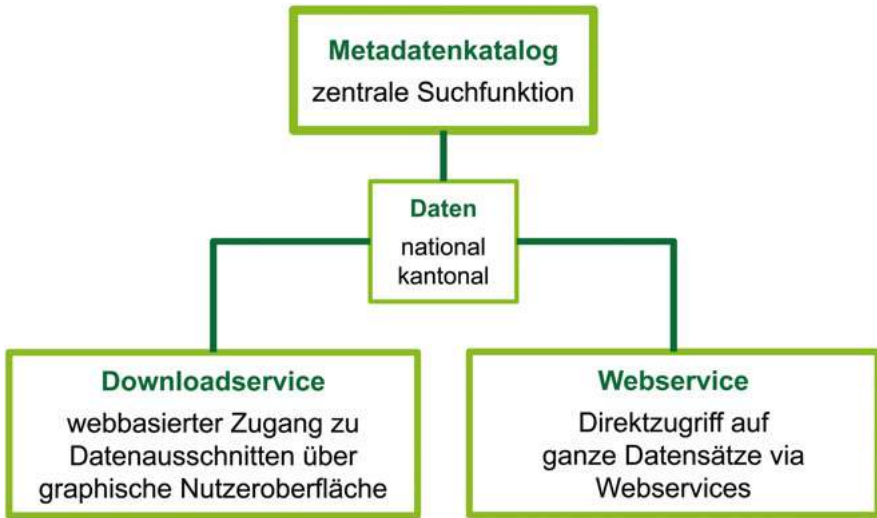 Metadatenkatalog
zentrale Suchfunktion
Daten
national
kantonal
Downloadservice
webbasierter Zugang zu
Datenausschnitten über
graphische Nutzeroberfläche
Webservice
Direktzugriff auf
ganze Datensätze via
Webservices